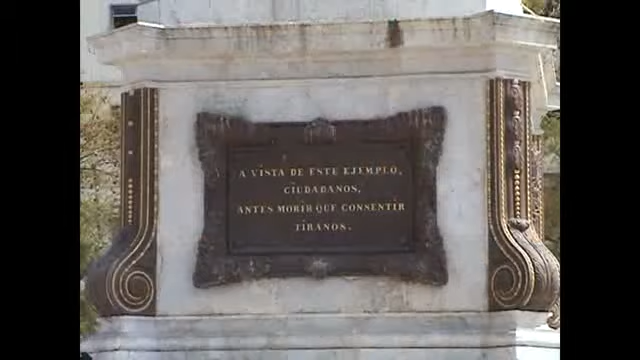 A VISTA DE ESTE EJEMPLO,
CIUDADANOS,
ANTES MORIR QUE CONSENTIR
TIRANOS.